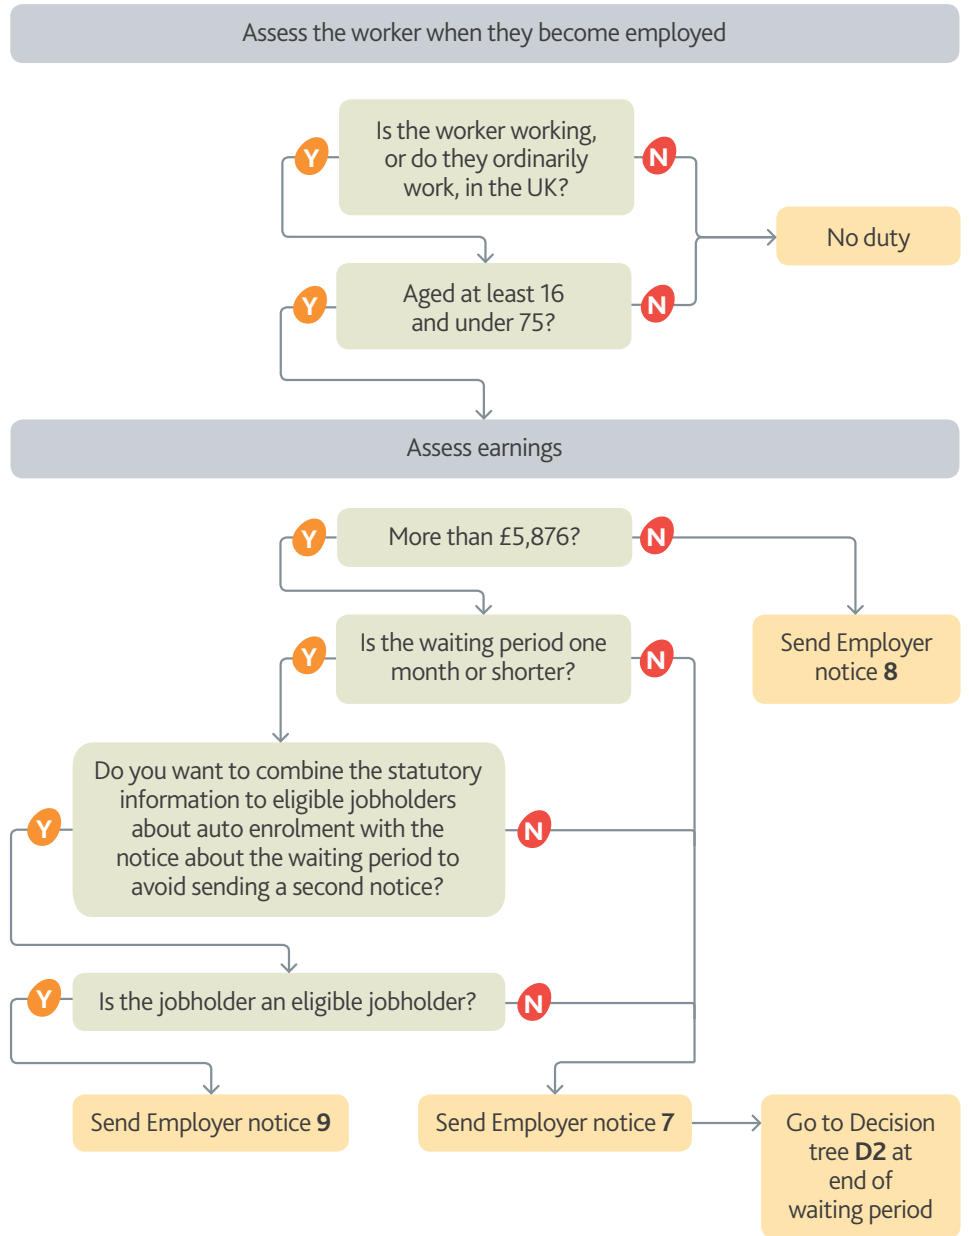 Assess the worker when they become employed
Is the worker working,
or do they ordinarily
work, in the UK?
Y
N
No duty
Aged at least 16
and under 75?
Y
N
Assess earnings
More than £5,876?
Y
N
Is the waiting period one
month or shorter?
Y
N
Send Employer
notice 8
Do you want to combine the statutory
information to eligible jobholders
about auto enrolment with the
notice about the waiting period to
avoid sending a second notice?
Y
N
Is the jobholder an eligible jobholder?
Y
N
Send Employer notice 9
Send Employer notice 7
Go to Decision
tree D2 at
end of
waiting period